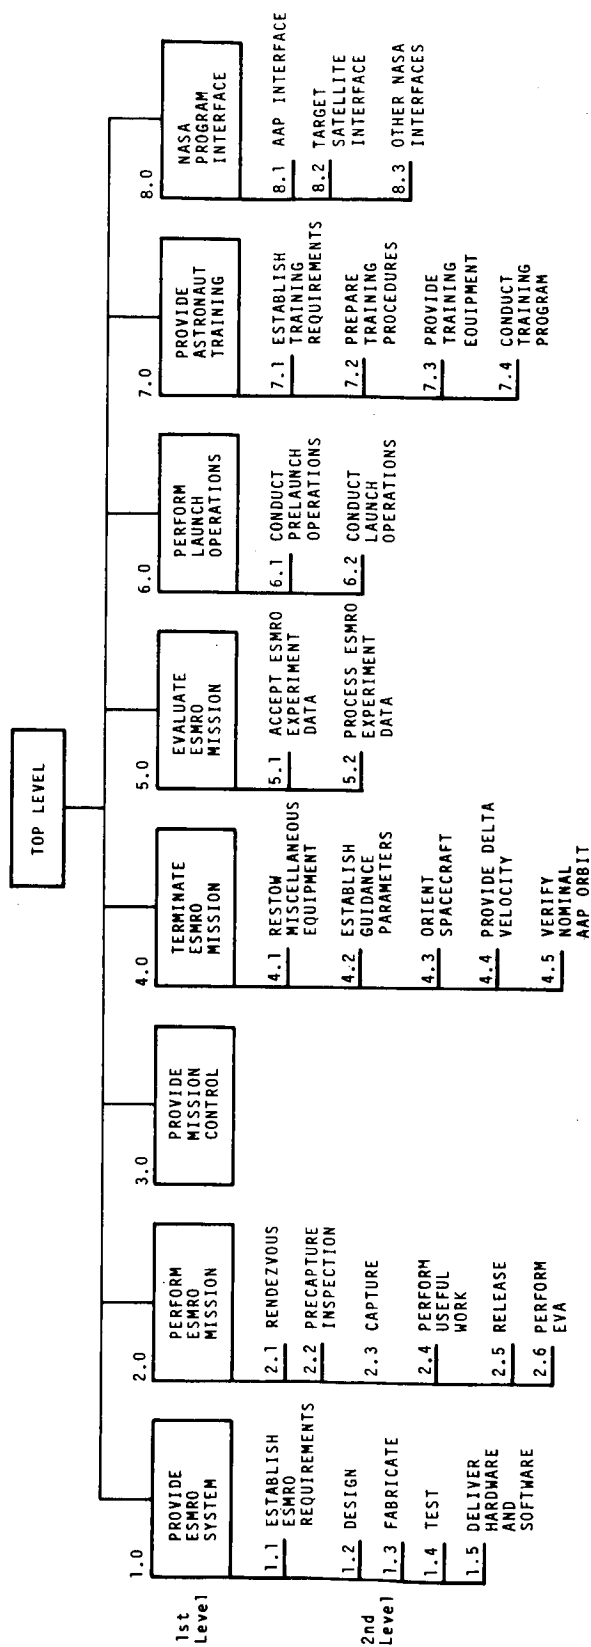 TOP LEVEL
1st
Level
2nd
Level
1.0
PROVIDE
ESMRO
SYSTEM
1.1 ESTABLISH
ESMRO
REQUIREMENTS
1.2 DESIGN
1.3 FABRICATE
1.4 TEST
1.5 DELIVER
HARDWARE
AND
SOFTWARE
2.0
PERFORM
ESMRO
MISSION
2.1 RENDEZVOUS
2.2 PRECAPTURE
INSPECTION
2.3 CAPTURE
2.4 PERFORM
USEFUL
WORK
2.5 RELEASE
2.6 PERFORM
EVA
3.0
PROVIDE
MISSION
CONTROL
4.0
TERMINATE
ESMRO
MISSION
4.1 RESTOW
MISCELLANEOUS
EQUIPMENT
4.2 ESTABLISH
GUIDANCE
PARAMETERS
4.3 ORIENT
SPACECRAFT
4.4 PROVIDE DELTA
VELOCITY
4.5 VERIFY
NOMINAL
AAP ORBIT
5.0
EVALUATE
ESMRO
MISSION
5.1 ACCEPT ESMRO
EXPERIMENT
DATA
5.2 PROCESS ESMRO
EXPERIMENT
DATA
6.0
PERFORM
LAUNCH
OPERATIONS
6.1 CONDUCT
PRELAUNCH
OPERATIONS
6.2 CONDUCT
LAUNCH
OPERATIONS
7.0
PROVIDE
ASTRONAUT
TRAINING
7.1 ESTABLISH
TRAINING
REQUIREMENTS
7.2 PREPARE
TRAINING
PROCEDURES
7.3 PROVIDE
TRAINING
EQUIPMENT
7.4 CONDUCT
TRAINING
PROGRAM
8.0
NASA
PROGRAM
INTERFACE
8.1 AAP INTERFACE
8.2 TARGET
SATELLITE
INTERFACE
8.3 OTHER NASA
INTERFACES